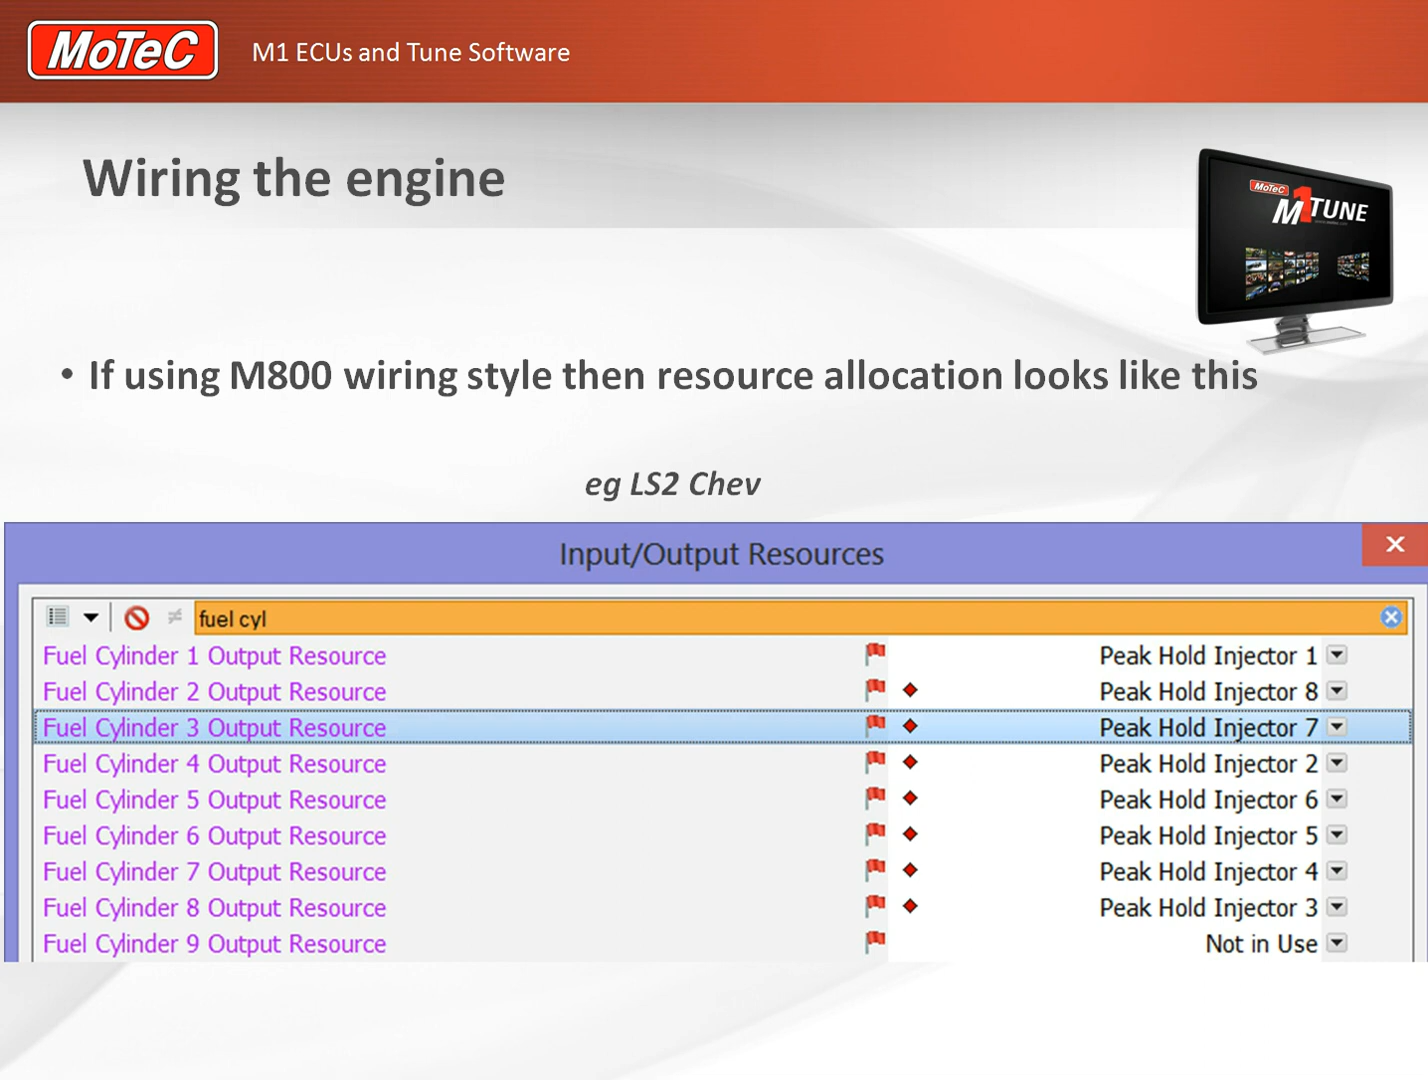 MoTeC
M1 ECUs and Tune Software
Wiring the engine
MoTeC
M1 TUNE
• If using M800 wiring style then resource allocation looks like this
eg LS2 Chev
Input/Output Resources
fuel cyl
Fuel Cylinder 1 Output Resource Peak Hold Injector 1
Fuel Cylinder 2 Output Resource Peak Hold Injector 8
Fuel Cylinder 3 Output Resource Peak Hold Injector 7
Fuel Cylinder 4 Output Resource Peak Hold Injector 2
Fuel Cylinder 5 Output Resource Peak Hold Injector 6
Fuel Cylinder 6 Output Resource Peak Hold Injector 5
Fuel Cylinder 7 Output Resource Peak Hold Injector 4
Fuel Cylinder 8 Output Resource Peak Hold Injector 3
Fuel Cylinder 9 Output Resource Not in Use